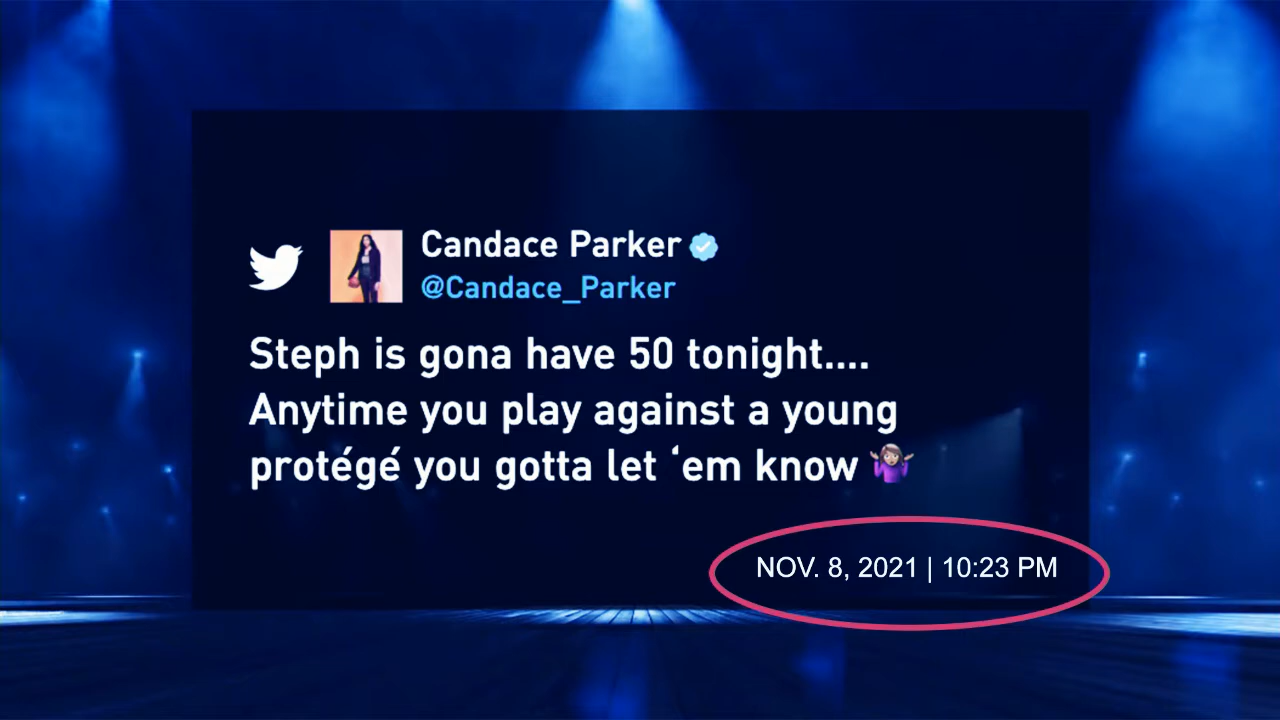 Candace Parker
@Candace_Parker
Steph is gona have 50 tonight....
Anytime you play against a young
protégé you gotta let ‘em know 🤷🏽‍♀️
NOV. 8, 2021 | 10:23 PM